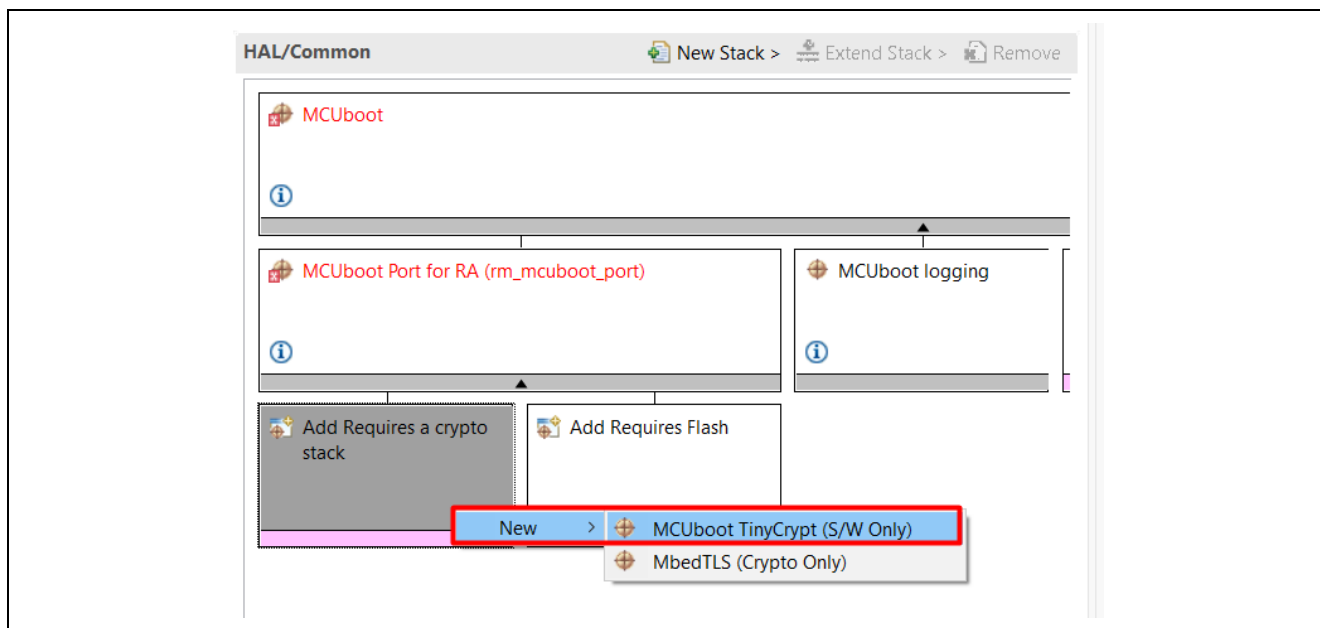 HAL/Common New Stack > Extend Stack > Remove
MCUboot
MCUboot Port for RA (rm_mcuboot_port) MCUboot logging
Add Requires a crypto
stack
Add Requires Flash
New > MCUboot TinyCrypt (S/W Only)
MbedTLS (Crypto Only)